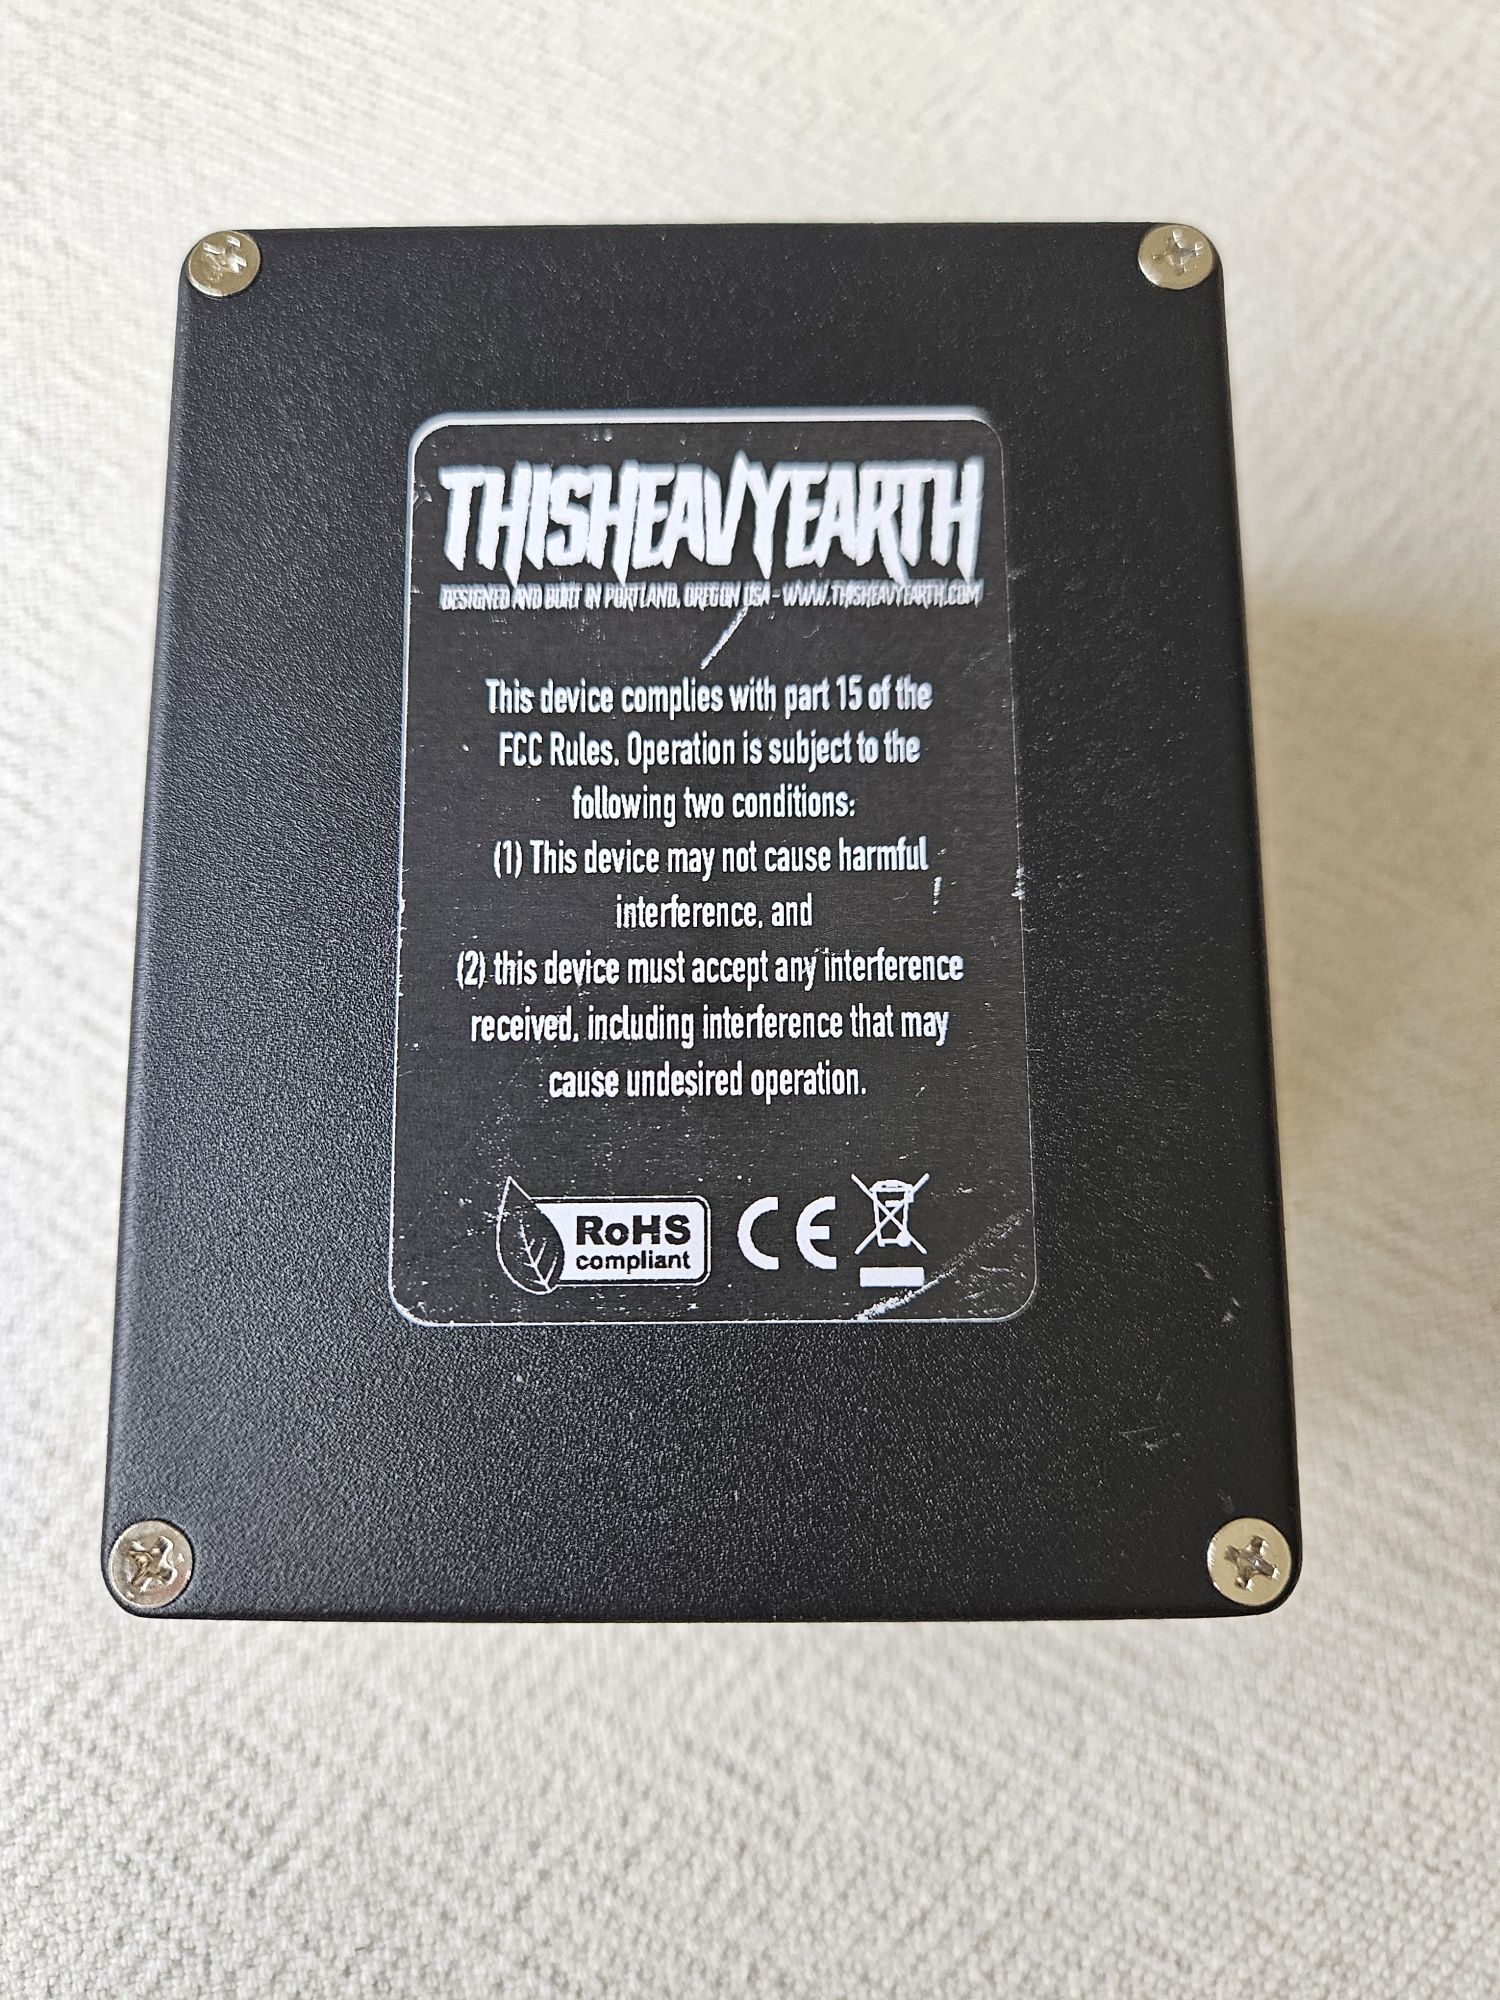 THISHEAVYEARTH
DESIGNED AND BUILT IN PORTLAND, OREGON USA - WWW.THISHEAVYEARTH.COM
This device complies with part 15 of the
FCC Rules. Operation is subject to the
following two conditions:
(1) This device may not cause harmful
interference, and
(2) this device must accept any interference
received, including interference that may
cause undesired operation.
RoHS
compliant
CE